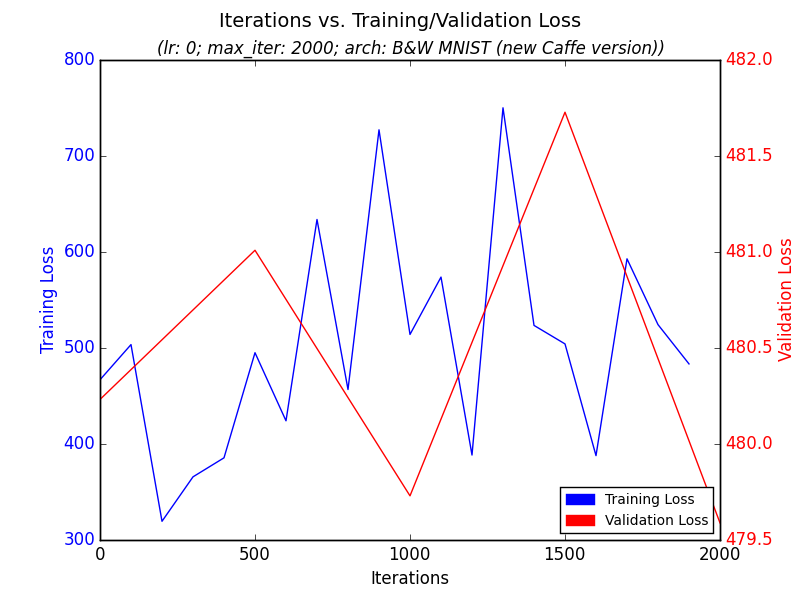 Iterations vs. Training/Validation Loss
(lr: 0; max_iter: 2000; arch: B&W MNIST (new Caffe version))
800
700
600
500
400
300
Training Loss
482.0
481.5
481.0
480.5
480.0
479.5
Validation Loss
Training Loss
Validation Loss
0
500
1000
1500
2000
Iterations